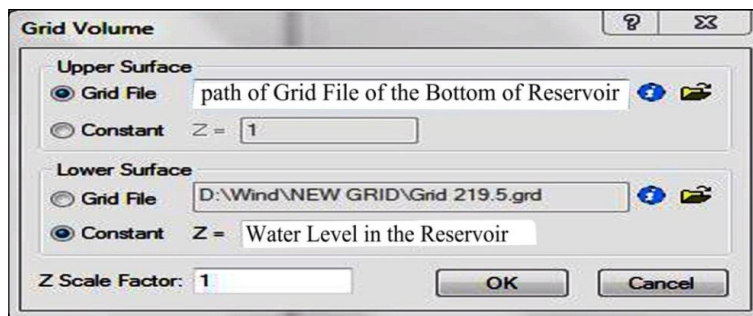 Grid Volume
Upper Surface
Grid File path of Grid File of the Bottom of Reservoir
Constant Z = 1
Lower Surface
Grid File D:\Wind\NEW GRID\Grid 219.5.grd
Constant Z = Water Level in the Reservoir
Z Scale Factor: 1 OK Cancel